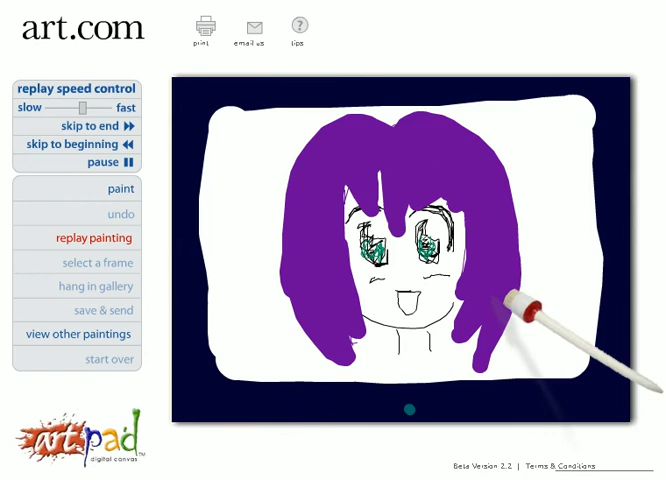 art.com
print email us tips
replay speed control
slow fast
skip to end
skip to beginning
pause
paint
undo
replay painting
select a frame
hang in gallery
save & send
view other paintings
start over
artpad
digital canvas™
Beta Version 2.2 | Terms & Conditions